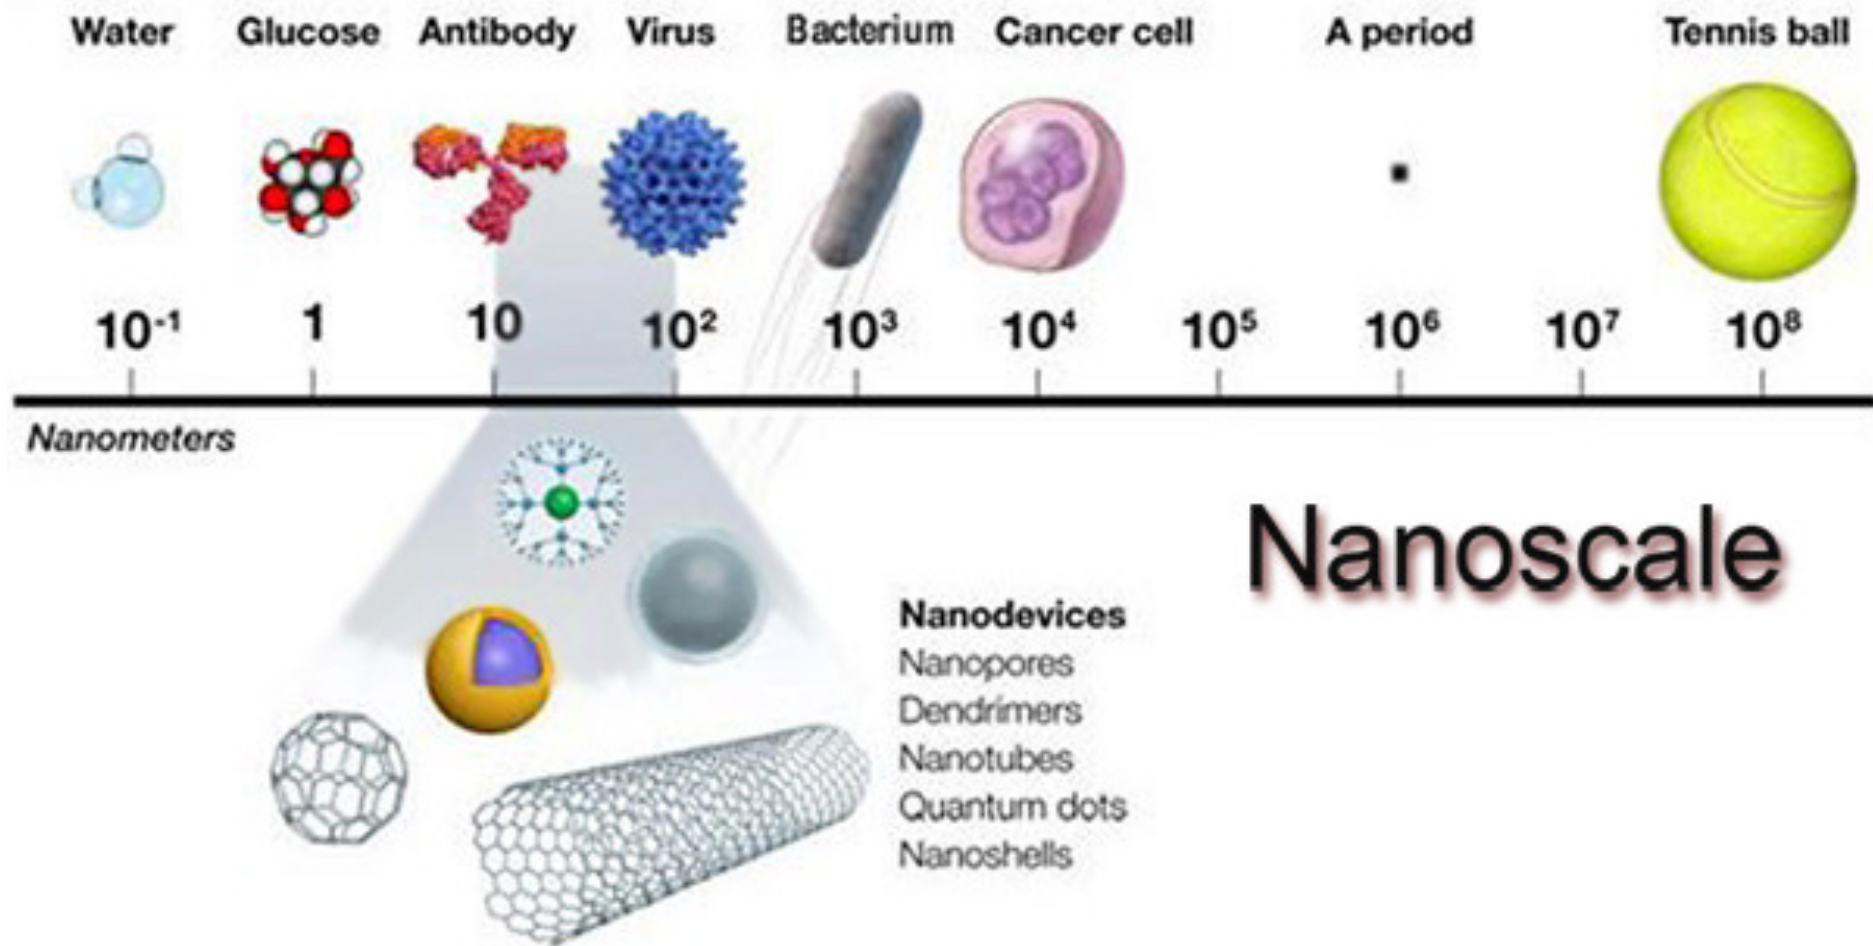 Water Glucose Antibody Virus Bacterium Cancer cell A period Tennis ball
10⁻¹ 1 10 10² 10³ 10⁴ 10⁵ 10⁶ 10⁷ 10⁸
Nanometers
Nanoscale
Nanodevices
Nanopores
Dendrimers
Nanotubes
Quantum dots
Nanoshells